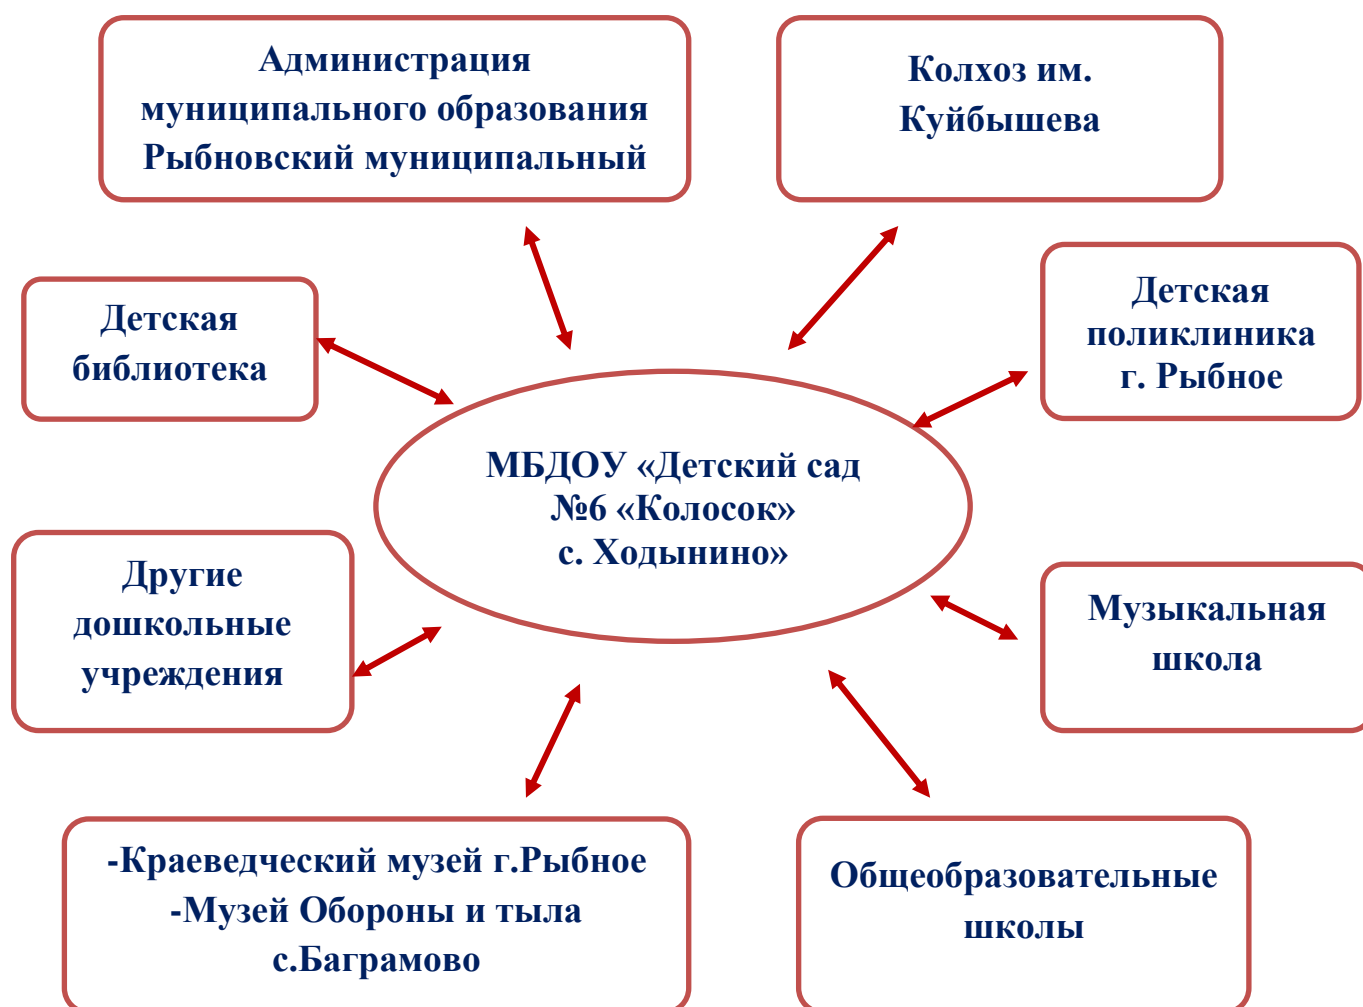 Администрация
муниципального образования
Рыбновский муниципальный
Колхоз им.
Куйбышева
Детская
библиотека
Детская
поликлиника
г. Рыбное
МБДОУ «Детский сад
№6 «Колосок»
с. Ходынино»
Другие
дошкольные
учреждения
Музыкальная
школа
-Краеведческий музей г.Рыбное
-Музей Обороны и тыла
с.Баграмово
Общеобразовательные
школы